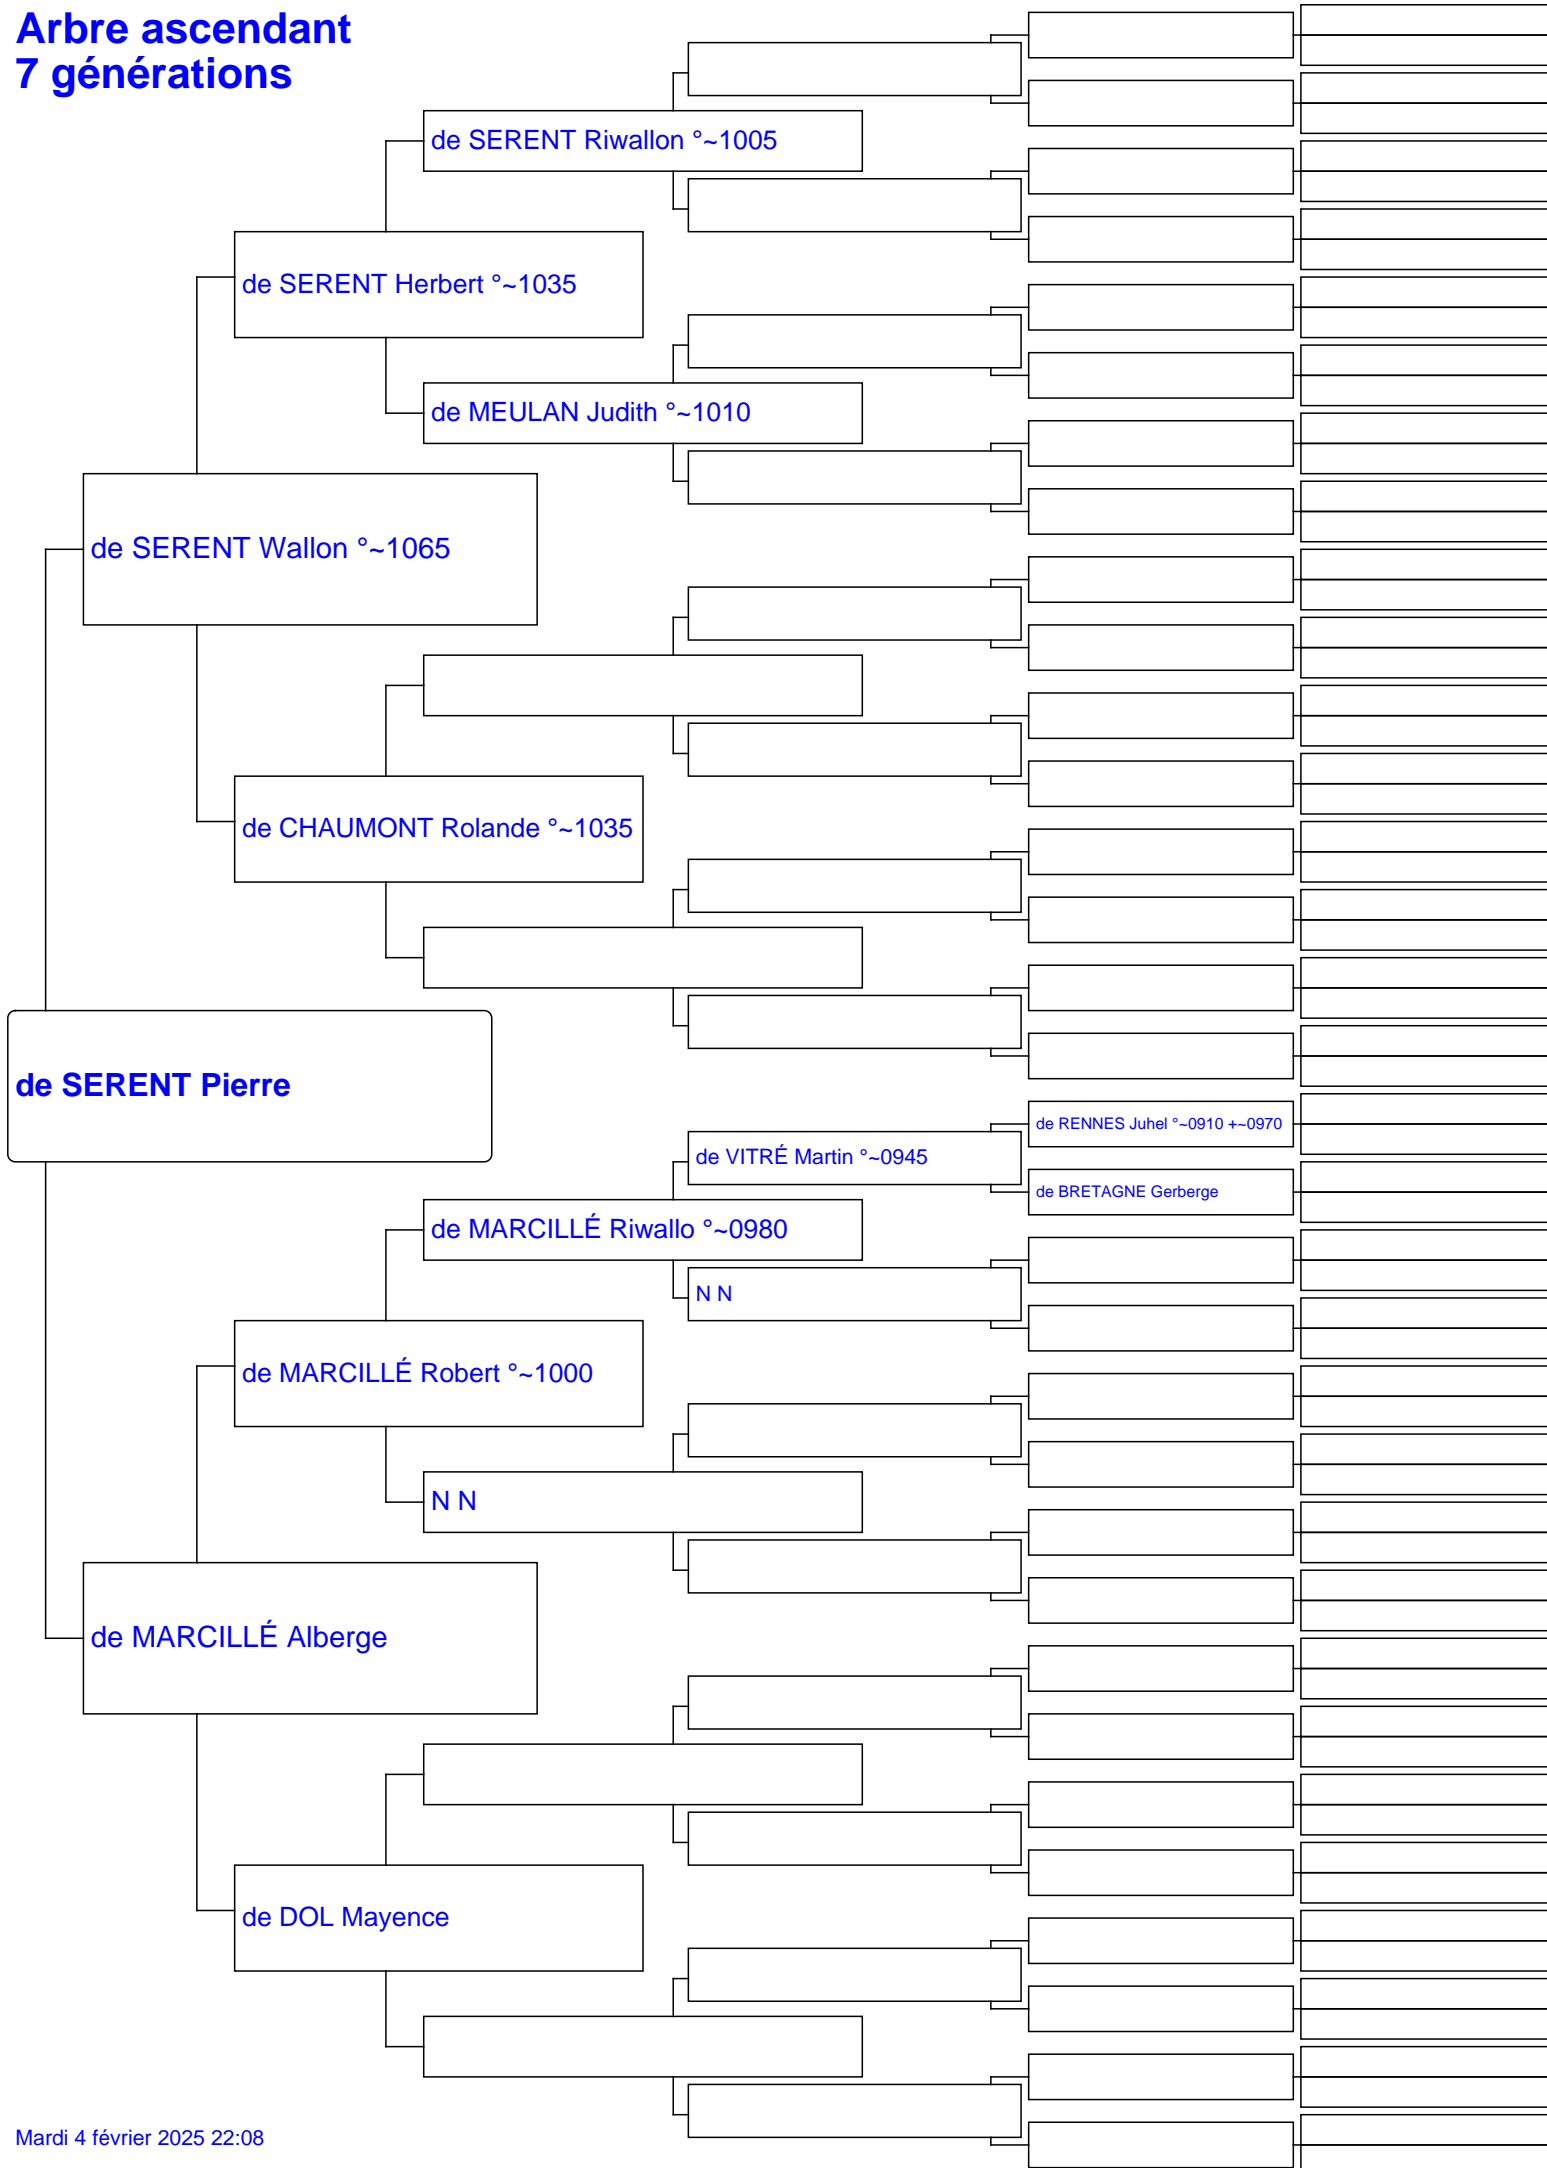 Arbre ascendant
7 générations
de SERENT Riwallon °~1005
de SERENT Herbert °~1035
de MEULAN Judith °~1010
de SERENT Wallon °~1065
de CHAUMONT Rolande °~1035
de SERENT Pierre
de RENNES Juhel °~0910 +~0970
de VITRÉ Martin °~0945
de BRETAGNE Gerberge
de MARCILLÉ Riwallo °~0980
N N
de MARCILLÉ Robert °~1000
N N
de MARCILLÉ Alberge
de DOL Mayence
Mardi 4 février 2025 22:08